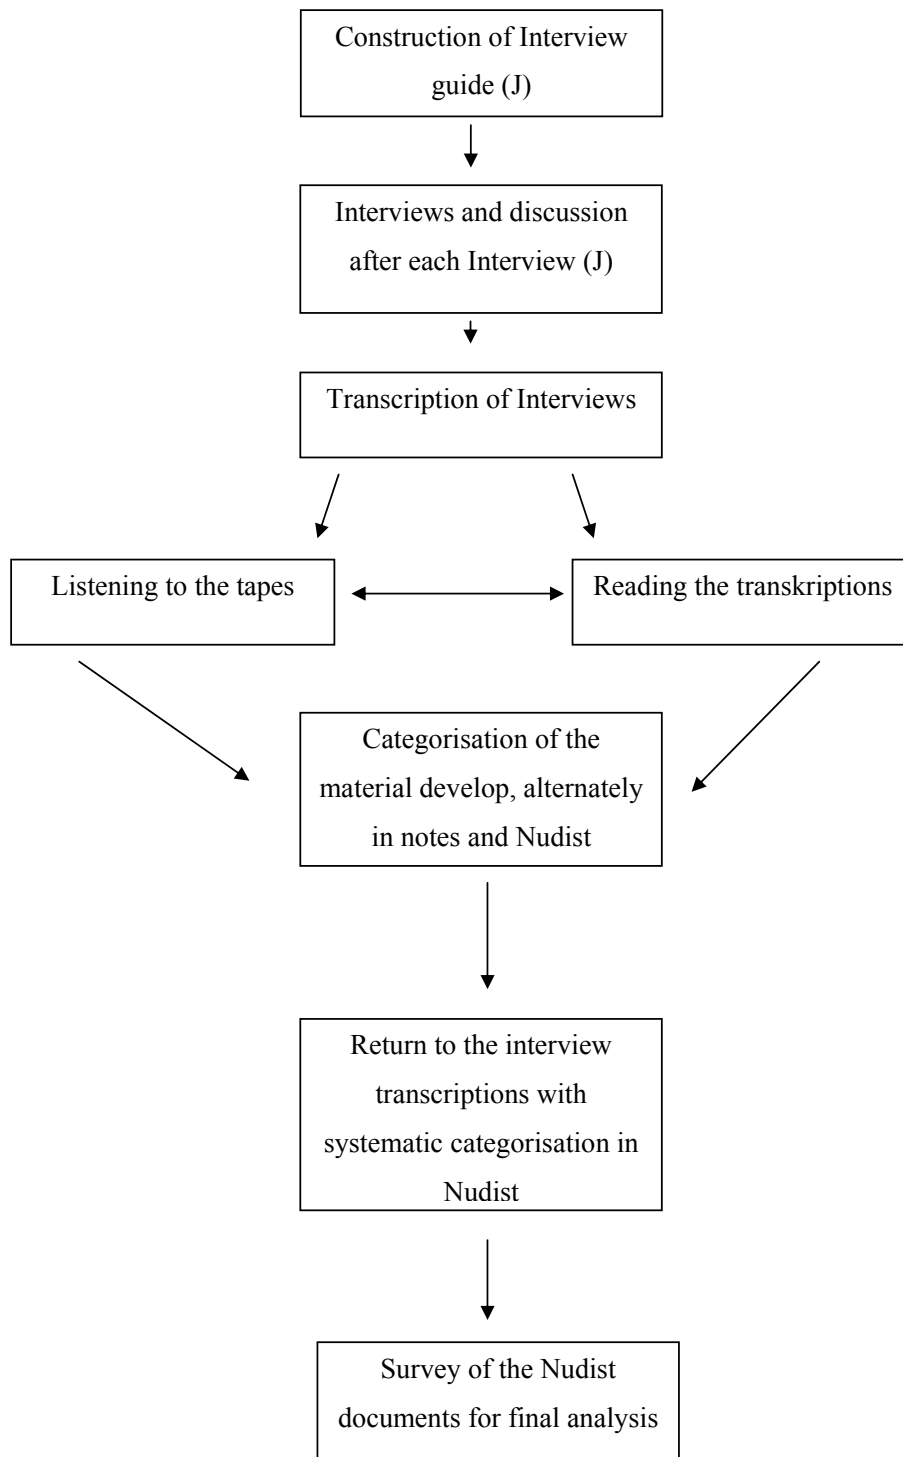 Construction of Interview
guide (J)
Interviews and discussion
after each Interview (J)
Transcription of Interviews
Listening to the tapes
Reading the transkriptions
Categorisation of the
material develop, alternately
in notes and Nudist
Return to the interview
transcriptions with
systematic categorisation in
Nudist
Survey of the Nudist
documents for final analysis